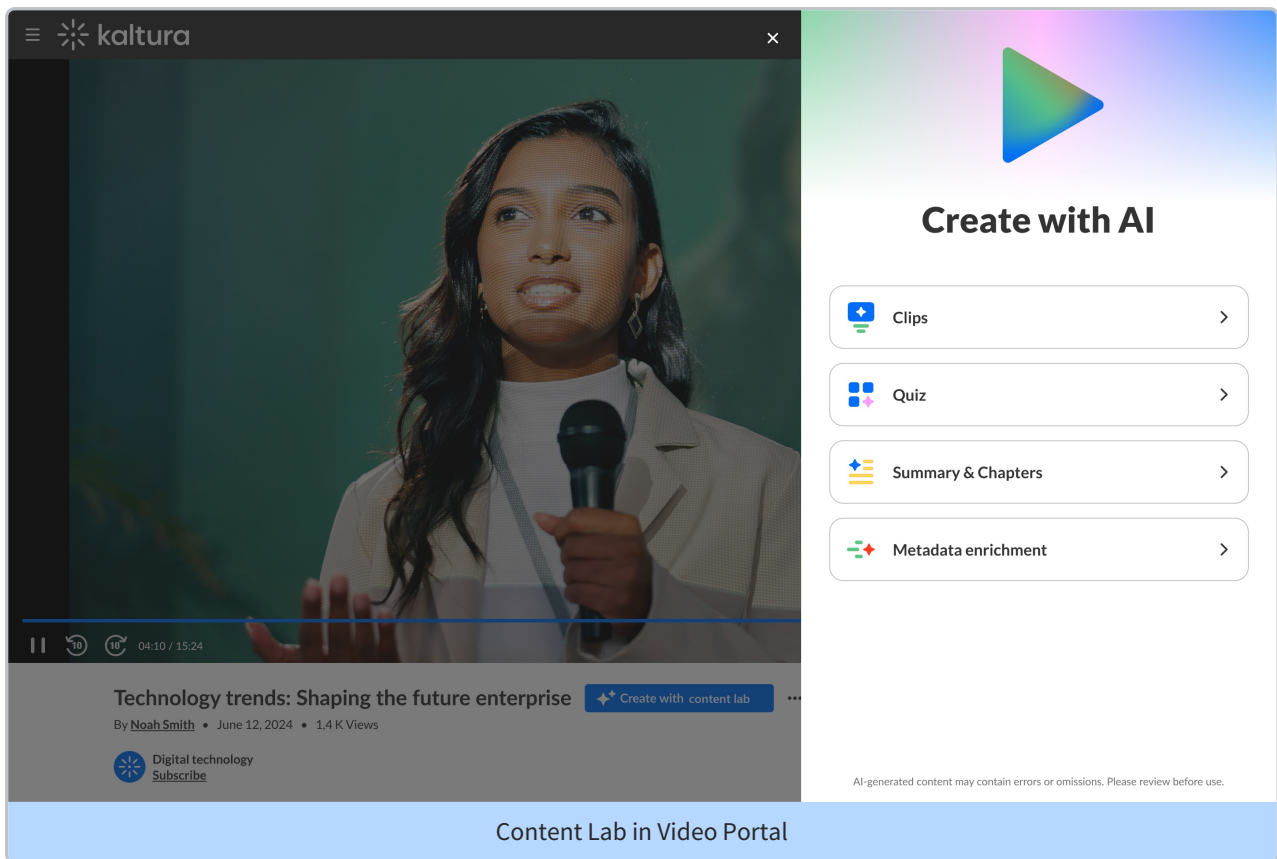 kaltura
Create with AI
Clips
Quiz
Summary & Chapters
Metadata enrichment
10 10 04:10 / 15:24
Technology trends: Shaping the future enterprise Create with content lab
By Noah Smith • June 12, 2024 • 1,4 K Views
Digital technology
Subscribe
AI-generated content may contain errors or omissions. Please review before use.
Content Lab in Video Portal